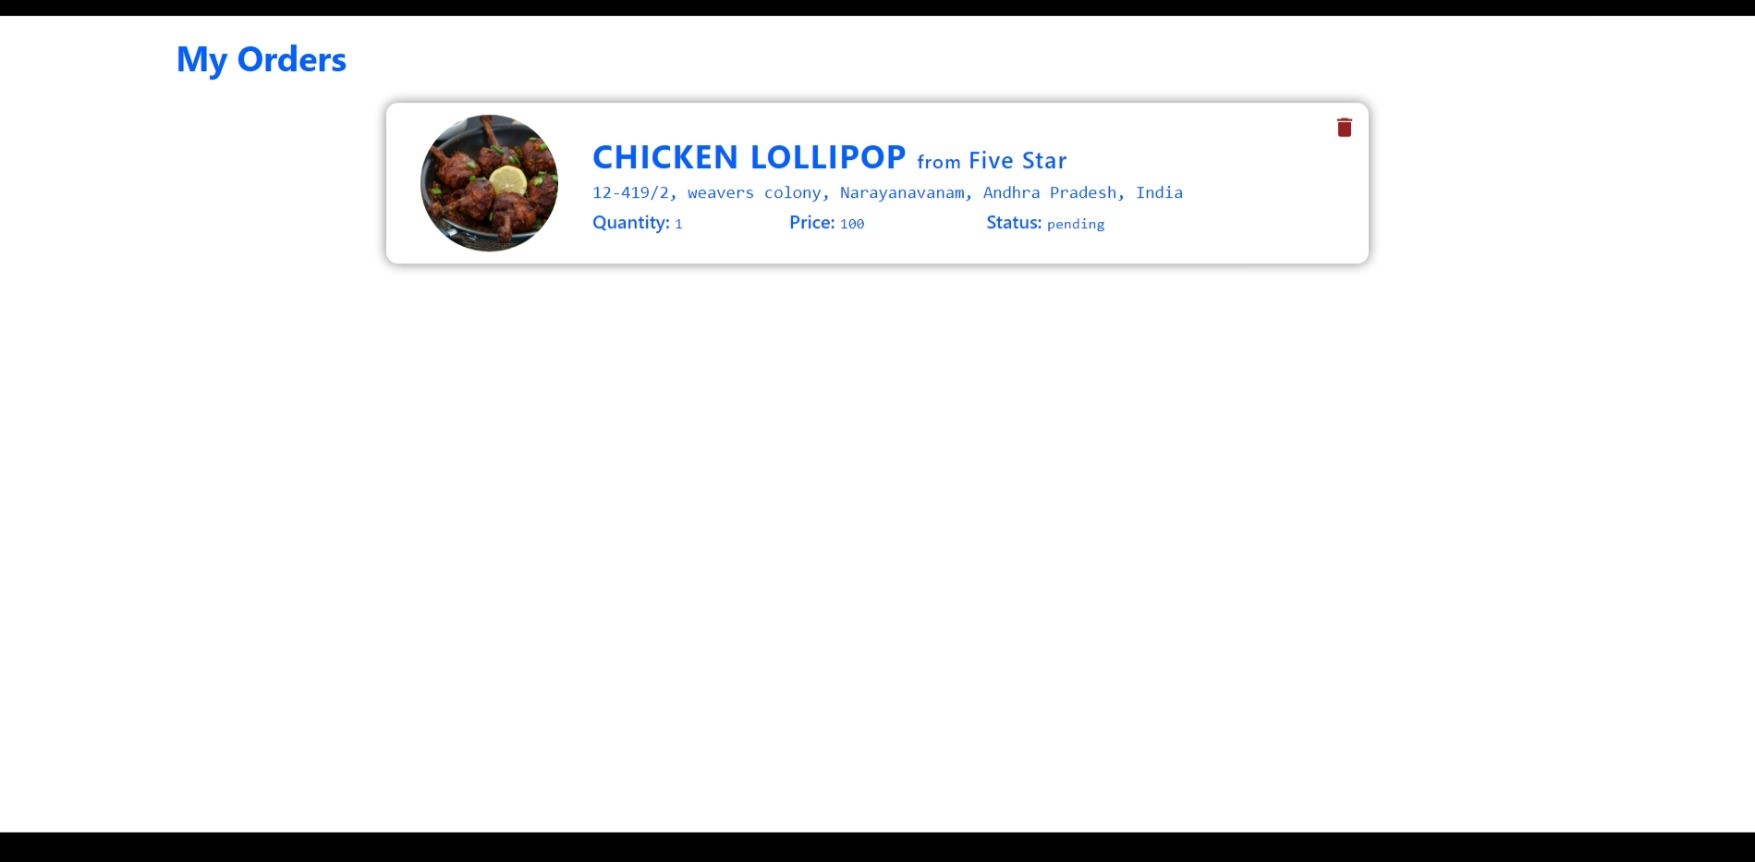 My Orders
CHICKEN LOLLIPOP from Five Star
12-419/2, weavers colony, Narayanavanam, Andhra Pradesh, India
Quantity: 1 Price: 100 Status: pending